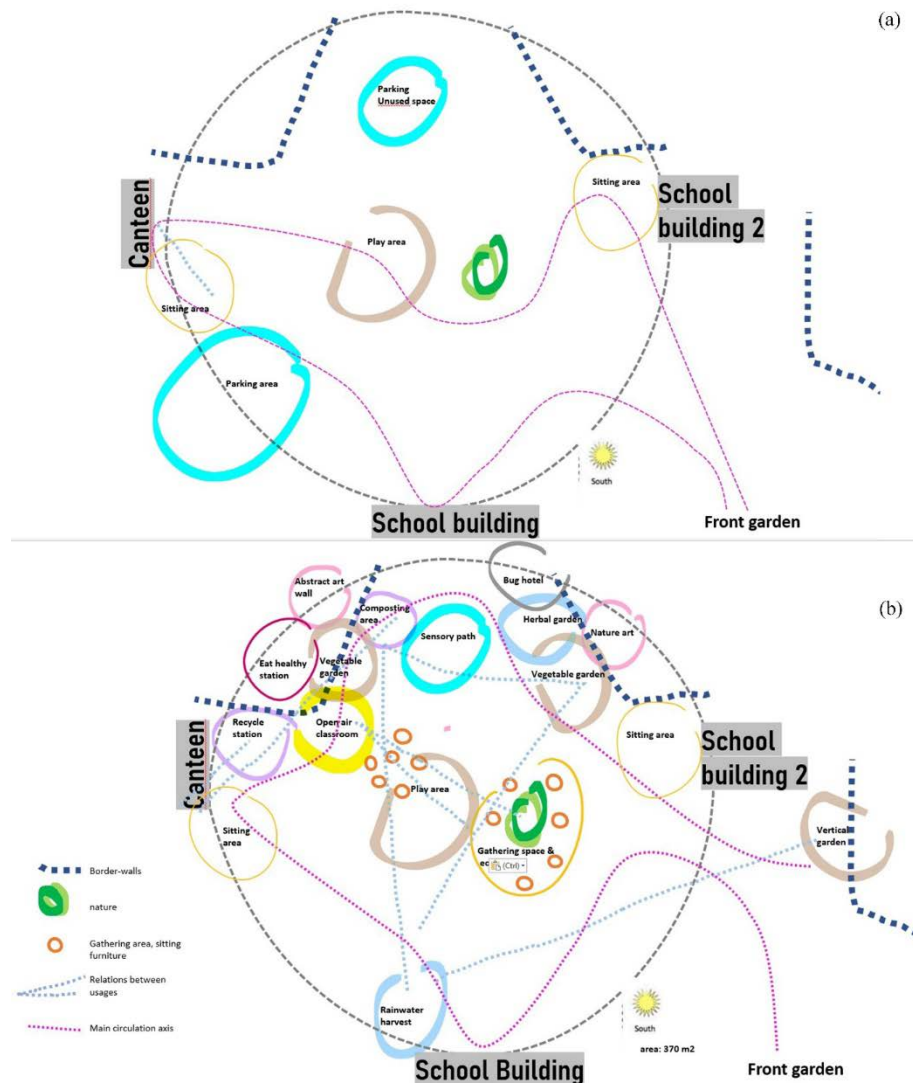 (a)
Parking
Unused space
Sitting area
School
building 2
Canteen
Play area
Sitting area
Parking area
South
School building
Front garden
(b)
Bug hotel
Abstract art
wall
Composting
area
Herbal garden
Nature art
Sensory path
Eat healthy
station
Vegetable
garden
Vegetable garden
Recycle
station
Open air
classroom
Sitting area
School
building 2
Canteen
Play area
Sitting
area
Vertical
garden
Gathering space &
(Ctrl)
Border-walls
nature
Gathering area, sitting
furniture
Relations between
usages
Main circulation axis
Rainwater
harvest
South
area: 370 m2
School Building
Front garden